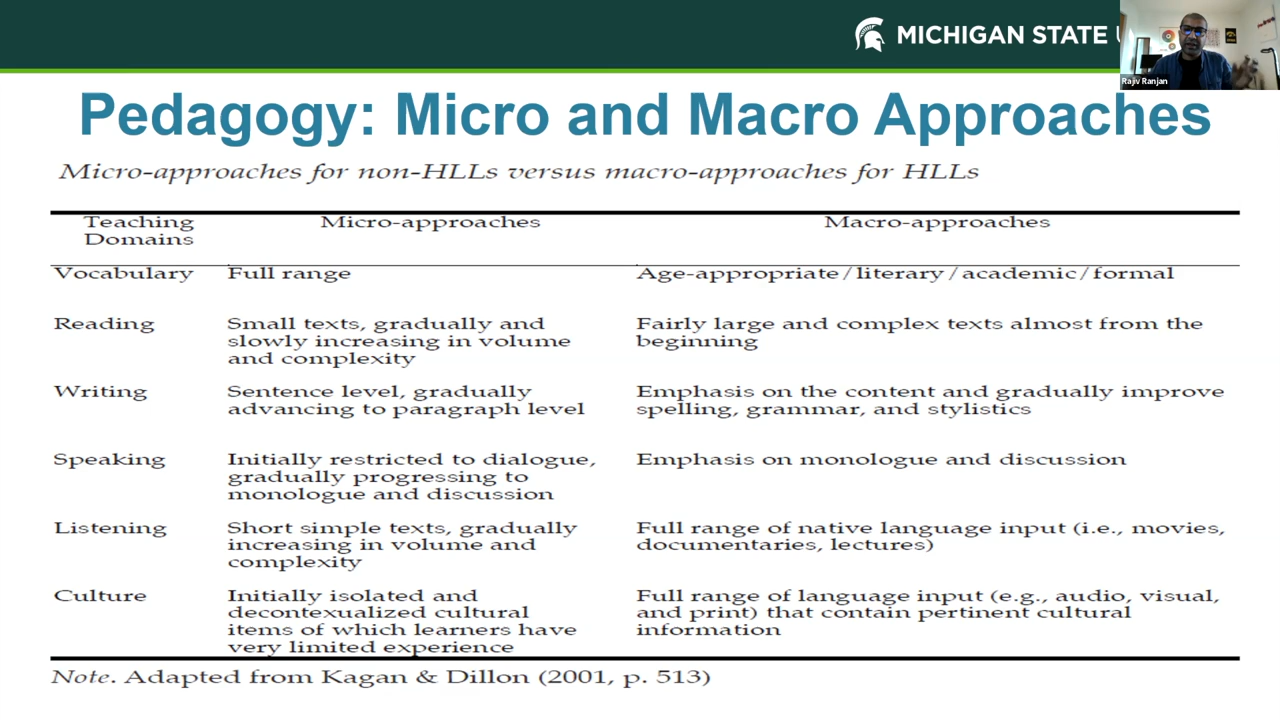 MICHIGAN STATE
Rajiv Ranjan
Pedagogy: Micro and Macro Approaches
Micro-approaches for non-HLLs versus macro-approaches for HLLs
Teaching Domains Micro-approaches Macro-approaches
Vocabulary Full range Age-appropriate/literary/academic/formal
Reading Small texts, gradually and slowly increasing in volume and complexity Fairly large and complex texts almost from the beginning
Writing Sentence level, gradually advancing to paragraph level Emphasis on the content and gradually improve spelling, grammar, and stylistics
Speaking Initially restricted to dialogue, gradually progressing to monologue and discussion Emphasis on monologue and discussion
Listening Short simple texts, gradually increasing in volume and complexity Full range of native language input (i.e., movies, documentaries, lectures)
Culture Initially isolated and decontexualized cultural items of which learners have very limited experience Full range of language input (e.g., audio, visual, and print) that contain pertinent cultural information
Note. Adapted from Kagan & Dillon (2001, p. 513)